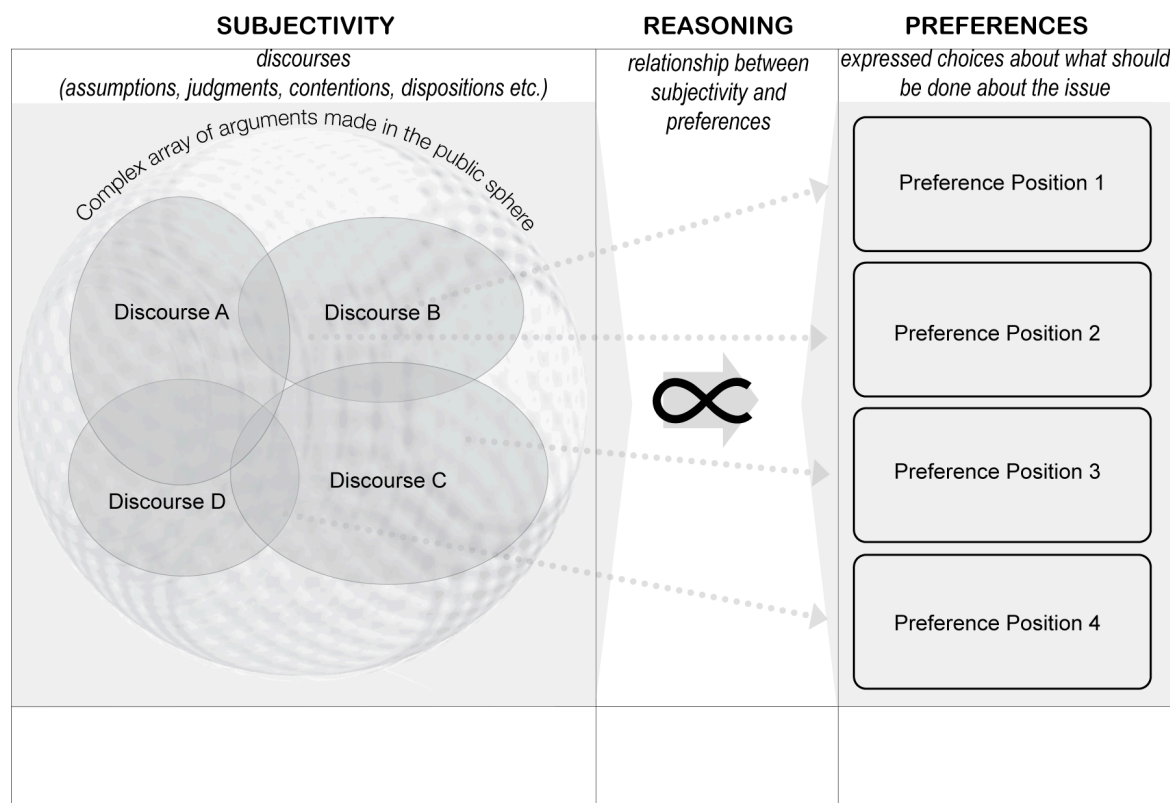 SUBJECTIVITY
REASONING
PREFERENCES
discourses
(assumptions, judgments, contentions, dispositions etc.)
relationship between
subjectivity and
preferences
expressed choices about what should
be done about the issue
Complex array of arguments made in the public sphere
Discourse A
Discourse B
Discourse C
Discourse D
∝
Preference Position 1
Preference Position 2
Preference Position 3
Preference Position 4